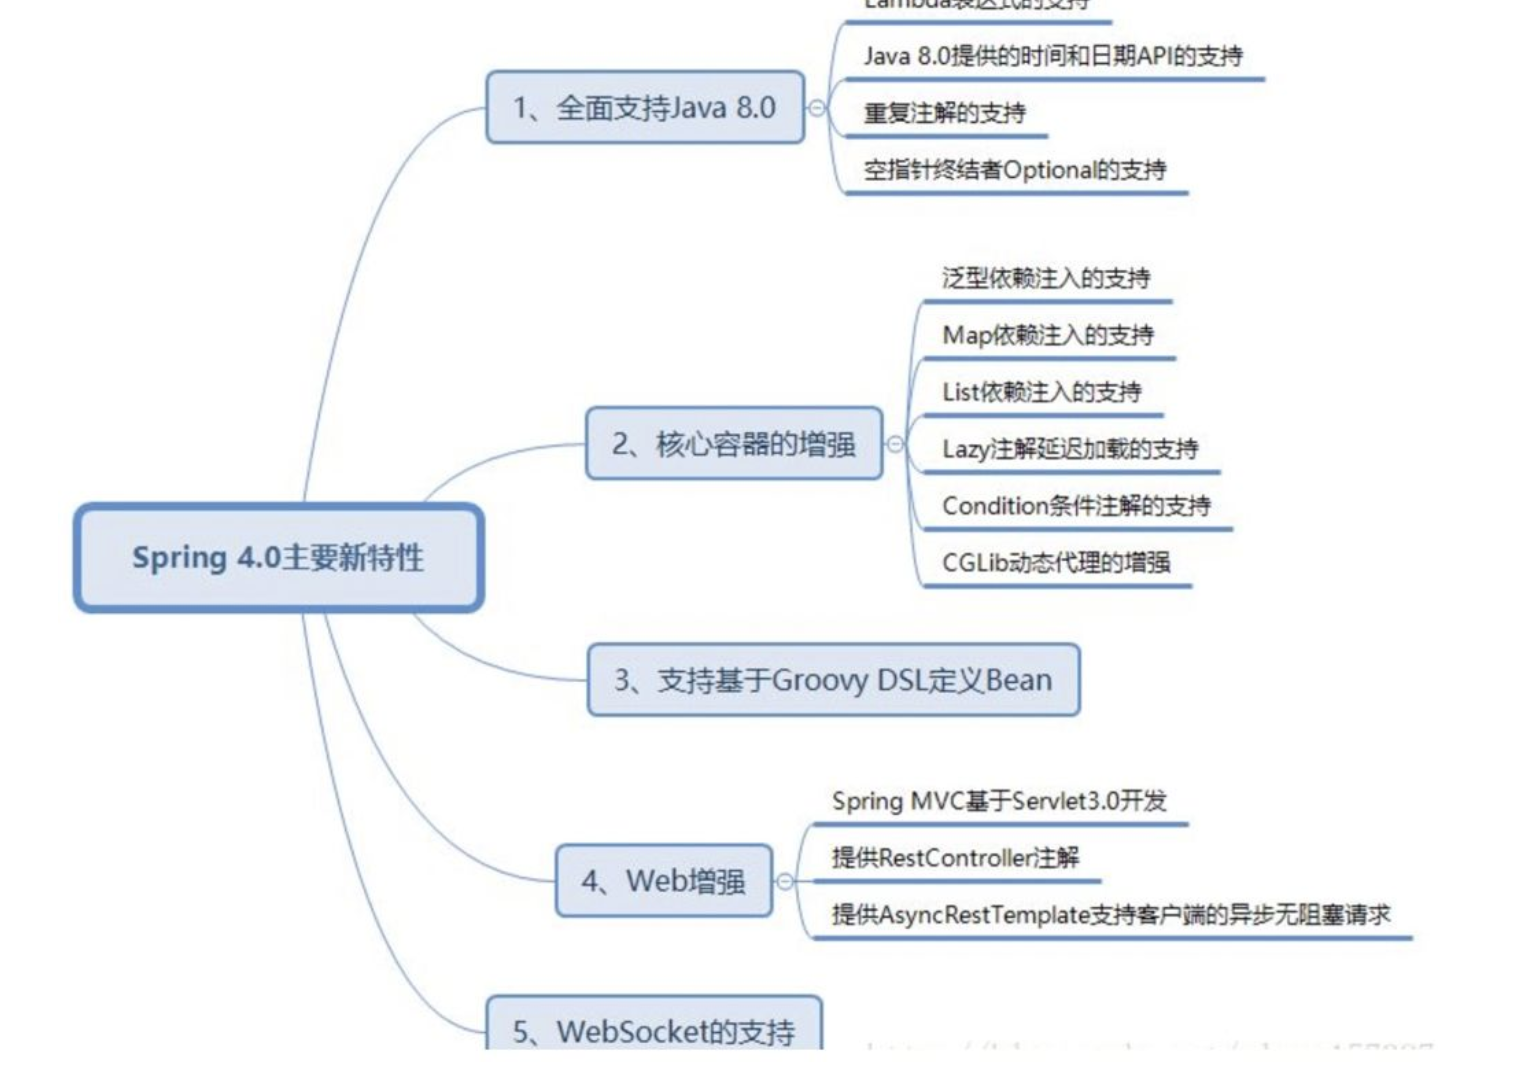 Lambda表达式的支持
Java 8.0提供的时间和日期API的支持
1、全面支持Java 8.0
重复注解的支持
空指针终结者Optional的支持
泛型依赖注入的支持
Map依赖注入的支持
List依赖注入的支持
2、核心容器的增强
Lazy注解延迟加载的支持
Condition条件注解的支持
CGLib动态代理的增强
Spring 4.0主要新特性
3、支持基于Groovy DSL定义Bean
Spring MVC基于Servlet3.0开发
提供RestController注解
4、Web增强
提供AsyncRestTemplate支持客户端的异步无阻塞请求
5、WebSocket的支持